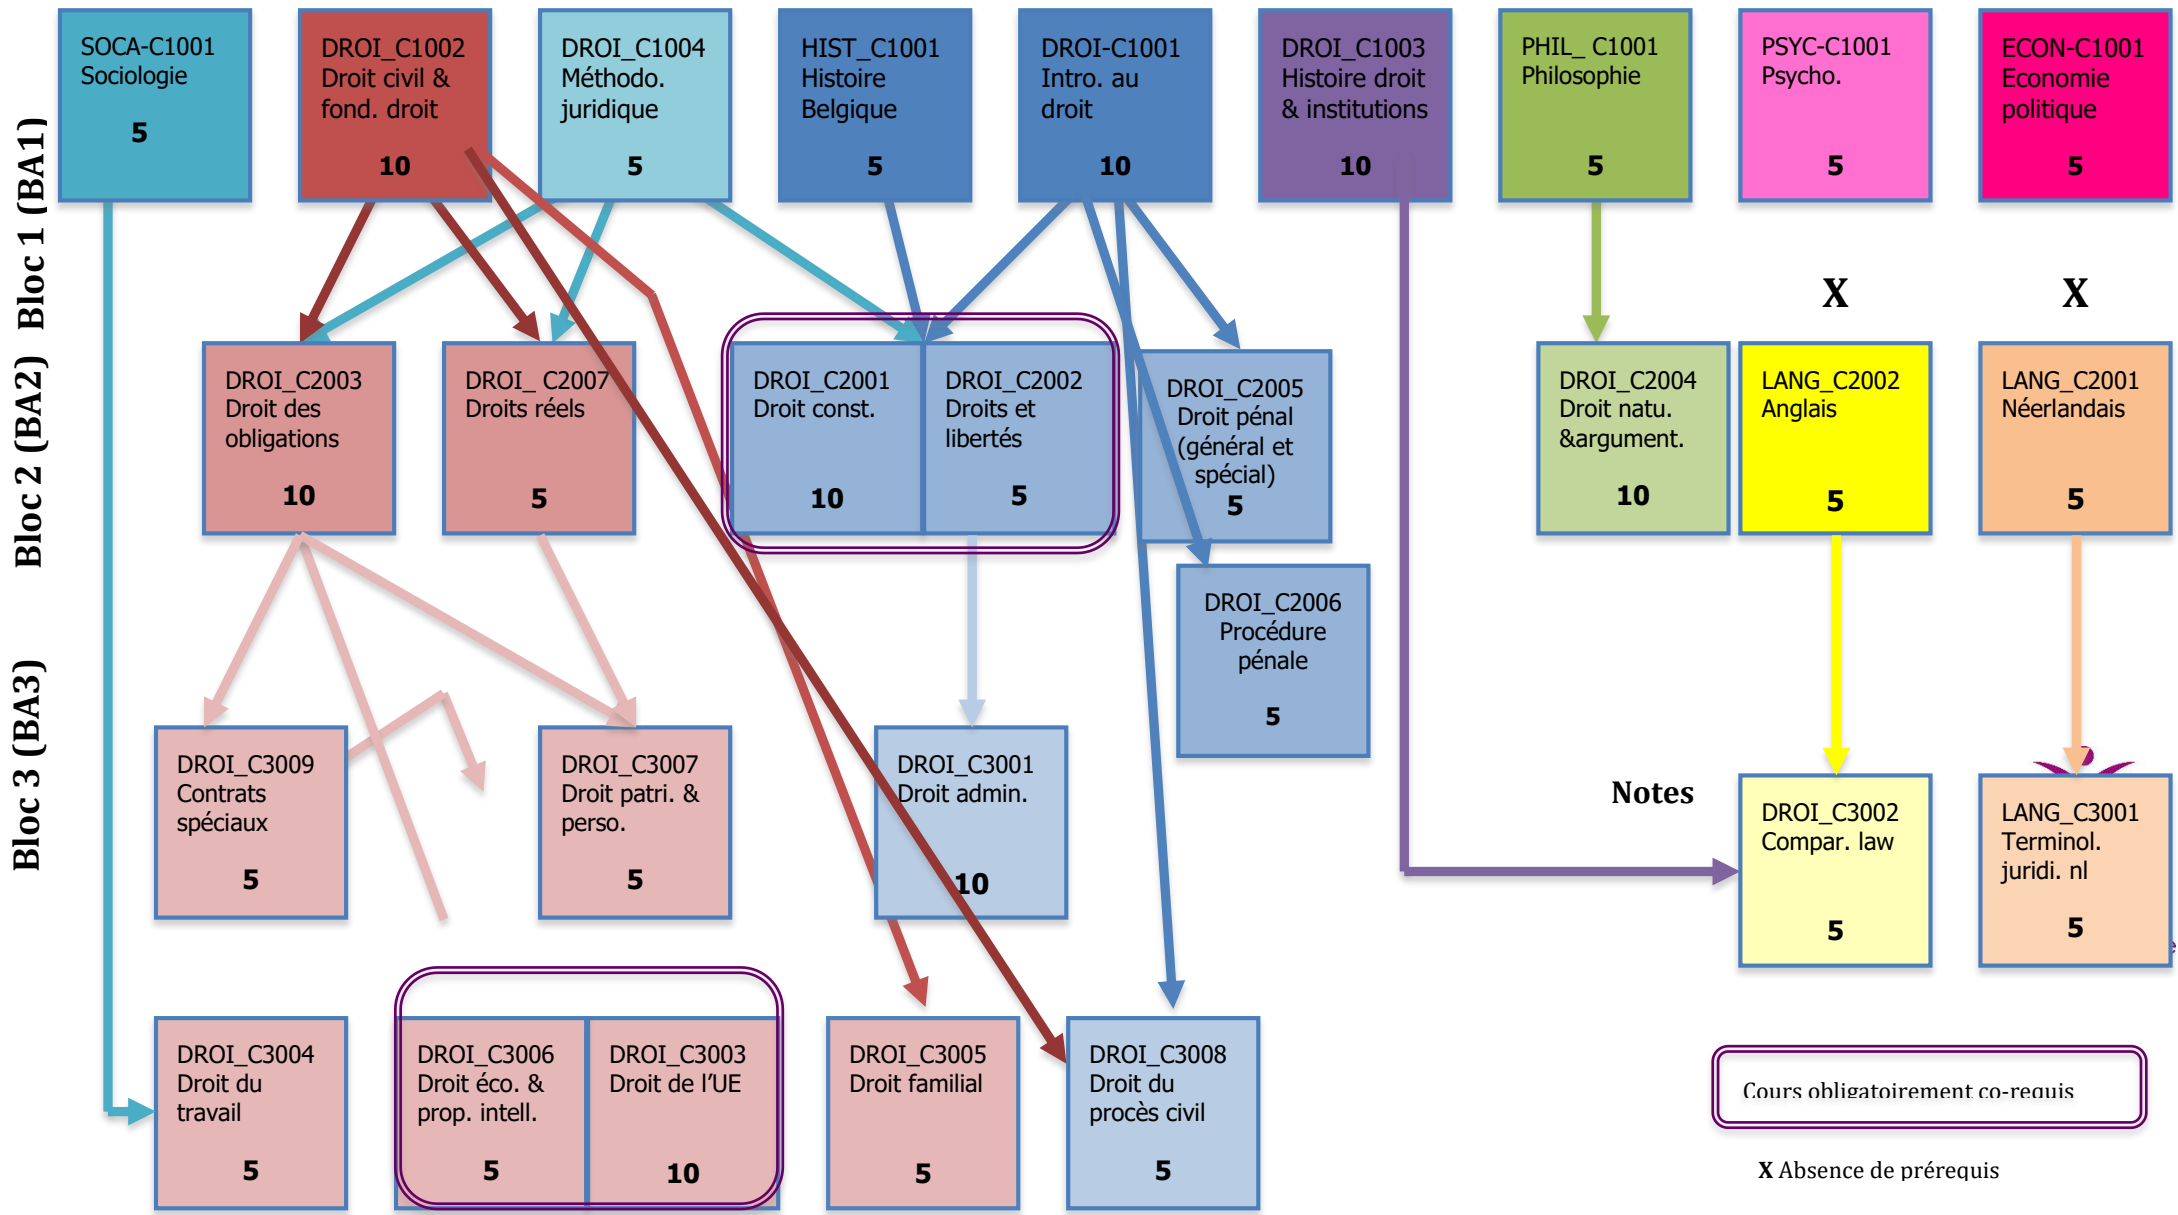 Bloc 1 (BA1)
SOCA-C1001
Sociologie
5
DROI_C1002
Droit civil &
fond. droit
10
DROI_C1004
Méthodo.
juridique
5
HIST_C1001
Histoire
Belgique
5
DROI-C1001
Intro. au
droit
10
DROI_C1003
Histoire droit
& institutions
10
PHIL_ C1001
Philosophie
5
PSYC-C1001
Psycho.
5
ECON-C1001
Economie
politique
5
X
X
Bloc 2 (BA2)
DROI_C2003
Droit des
obligations
10
DROI_ C2007
Droits réels
5
DROI_C2001
Droit const.
10
DROI_C2002
Droits et
libertés
5
DROI_C2005
Droit pénal
(général et
spécial)
5
DROI_C2004
Droit natu.
&argument.
10
LANG_C2002
Anglais
5
LANG_C2001
Néerlandais
5
DROI_C2006
Procédure
pénale
5
Bloc 3 (BA3)
DROI_C3009
Contrats
spéciaux
5
DROI_C3007
Droit patri. &
perso.
5
DROI_C3001
Droit admin.
10
Notes
DROI_C3002
Compar. law
5
LANG_C3001
Terminol.
juridi. nl
5
e
DROI_C3004
Droit du
travail
5
DROI_C3006
Droit éco. &
prop. intell.
5
DROI_C3003
Droit de l’UE
10
DROI_C3005
Droit familial
5
DROI_C3008
Droit du
procès civil
5
Cours obligatoirement co-requis
X Absence de prérequis